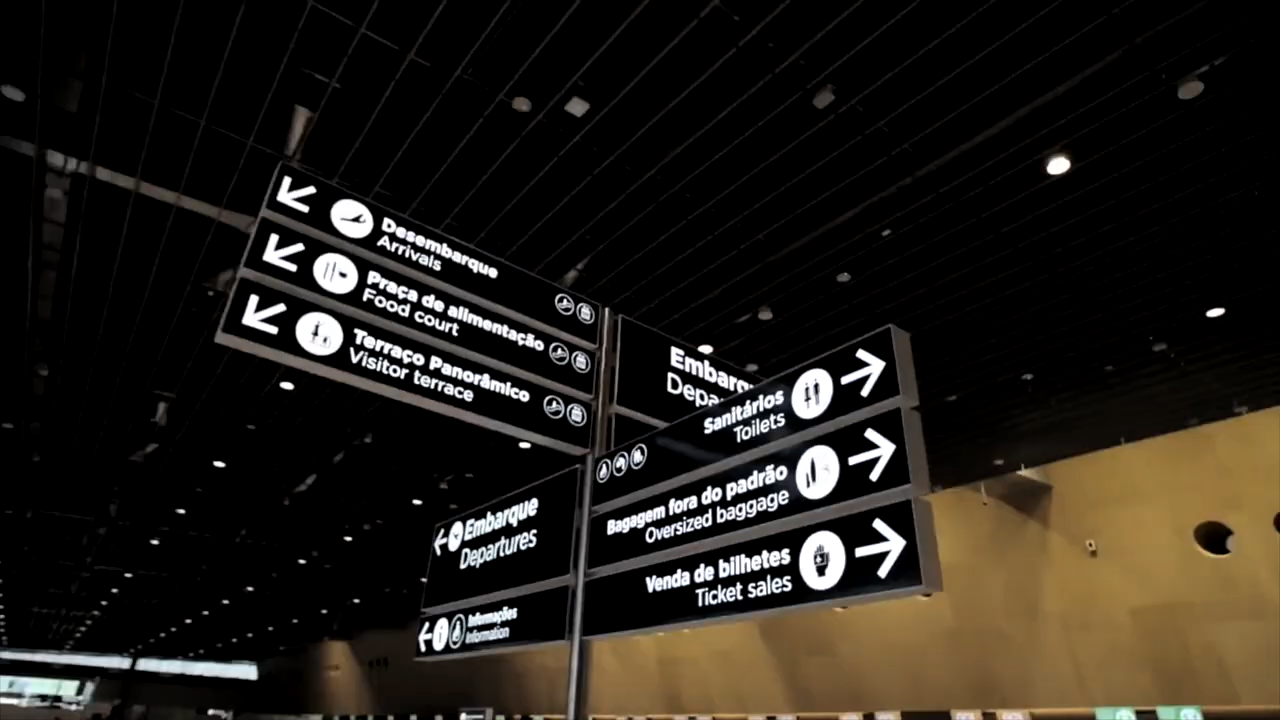 Desembarque
Arrivals
Praça de alimentação
Food court
Terraço Panorâmico
Visitor terrace
Sanitários
Toilets
Bagagem fora do padrão
Oversized baggage
Venda de bilhetes
Ticket sales
Embarque
Departures
Informações
Information